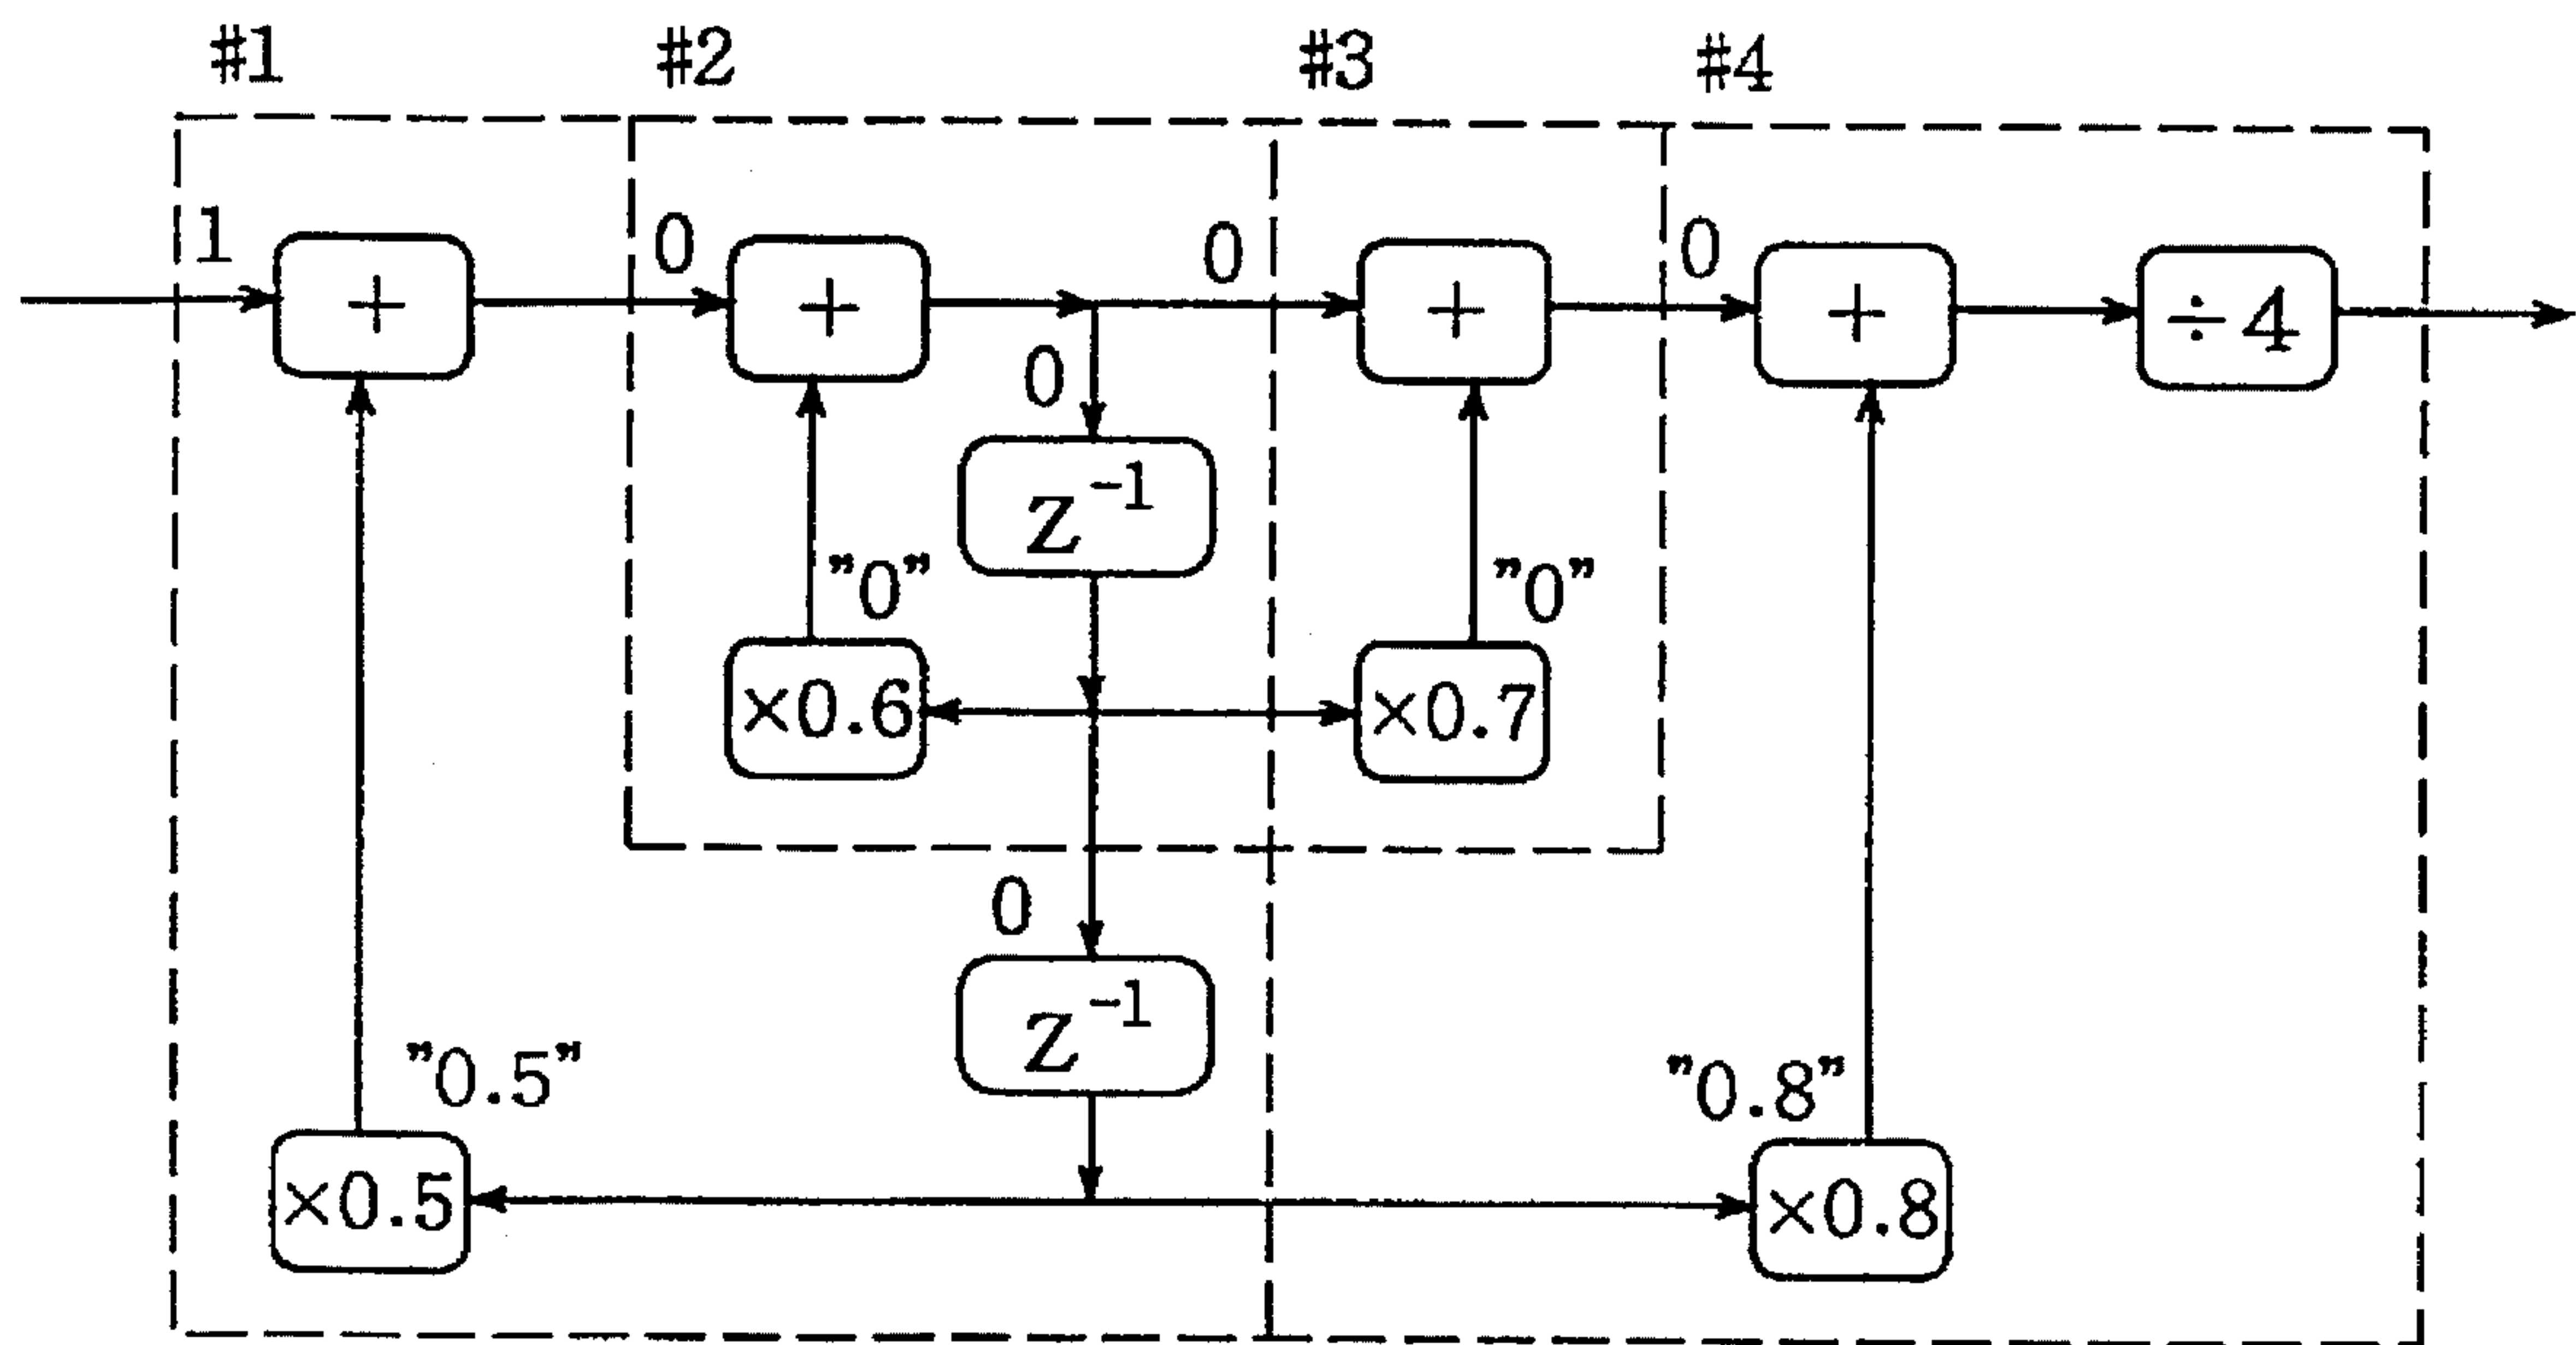 #1 #2 #3 #4
1 0 0 0
+ + + + ÷4
0
z⁻¹
"0" "0"
×0.6 ×0.7
0
z⁻¹
"0.5" "0.8"
×0.5 ×0.8